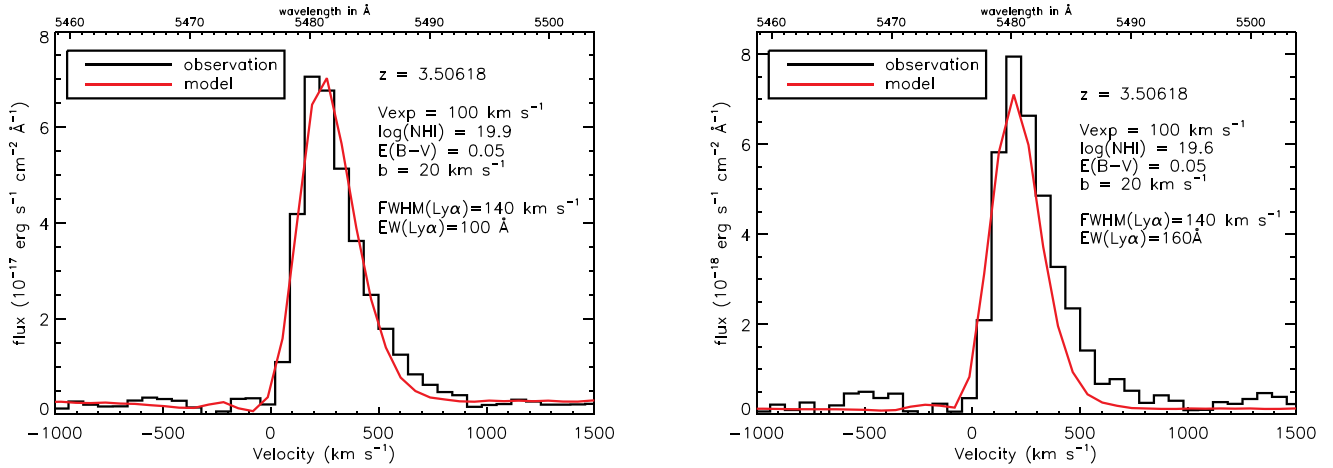 wavelength in Å
5460 5470 5480 5490 5500
8
6
4
2
0
flux (10⁻¹⁷ erg s⁻¹ cm⁻² Å⁻¹)
observation
model
z = 3.50618
Vexp = 100 km s⁻¹
log(NHI) = 19.9
E(B−V) = 0.05
b = 20 km s⁻¹
FWHM(Lyα)=140 km s⁻¹
EW(Lyα)=100 Å
−1000 −500 0 500 1000 1500
Velocity (km s⁻¹)
wavelength in Å
5460 5470 5480 5490 5500
8
6
4
2
0
flux (10⁻¹⁸ erg s⁻¹ cm⁻² Å⁻¹)
observation
model
z = 3.50618
Vexp = 100 km s⁻¹
log(NHI) = 19.6
E(B−V) = 0.05
b = 20 km s⁻¹
FWHM(Lyα)=140 km s⁻¹
EW(Lyα)=160Å
−1000 −500 0 500 1000 1500
Velocity (km s⁻¹)